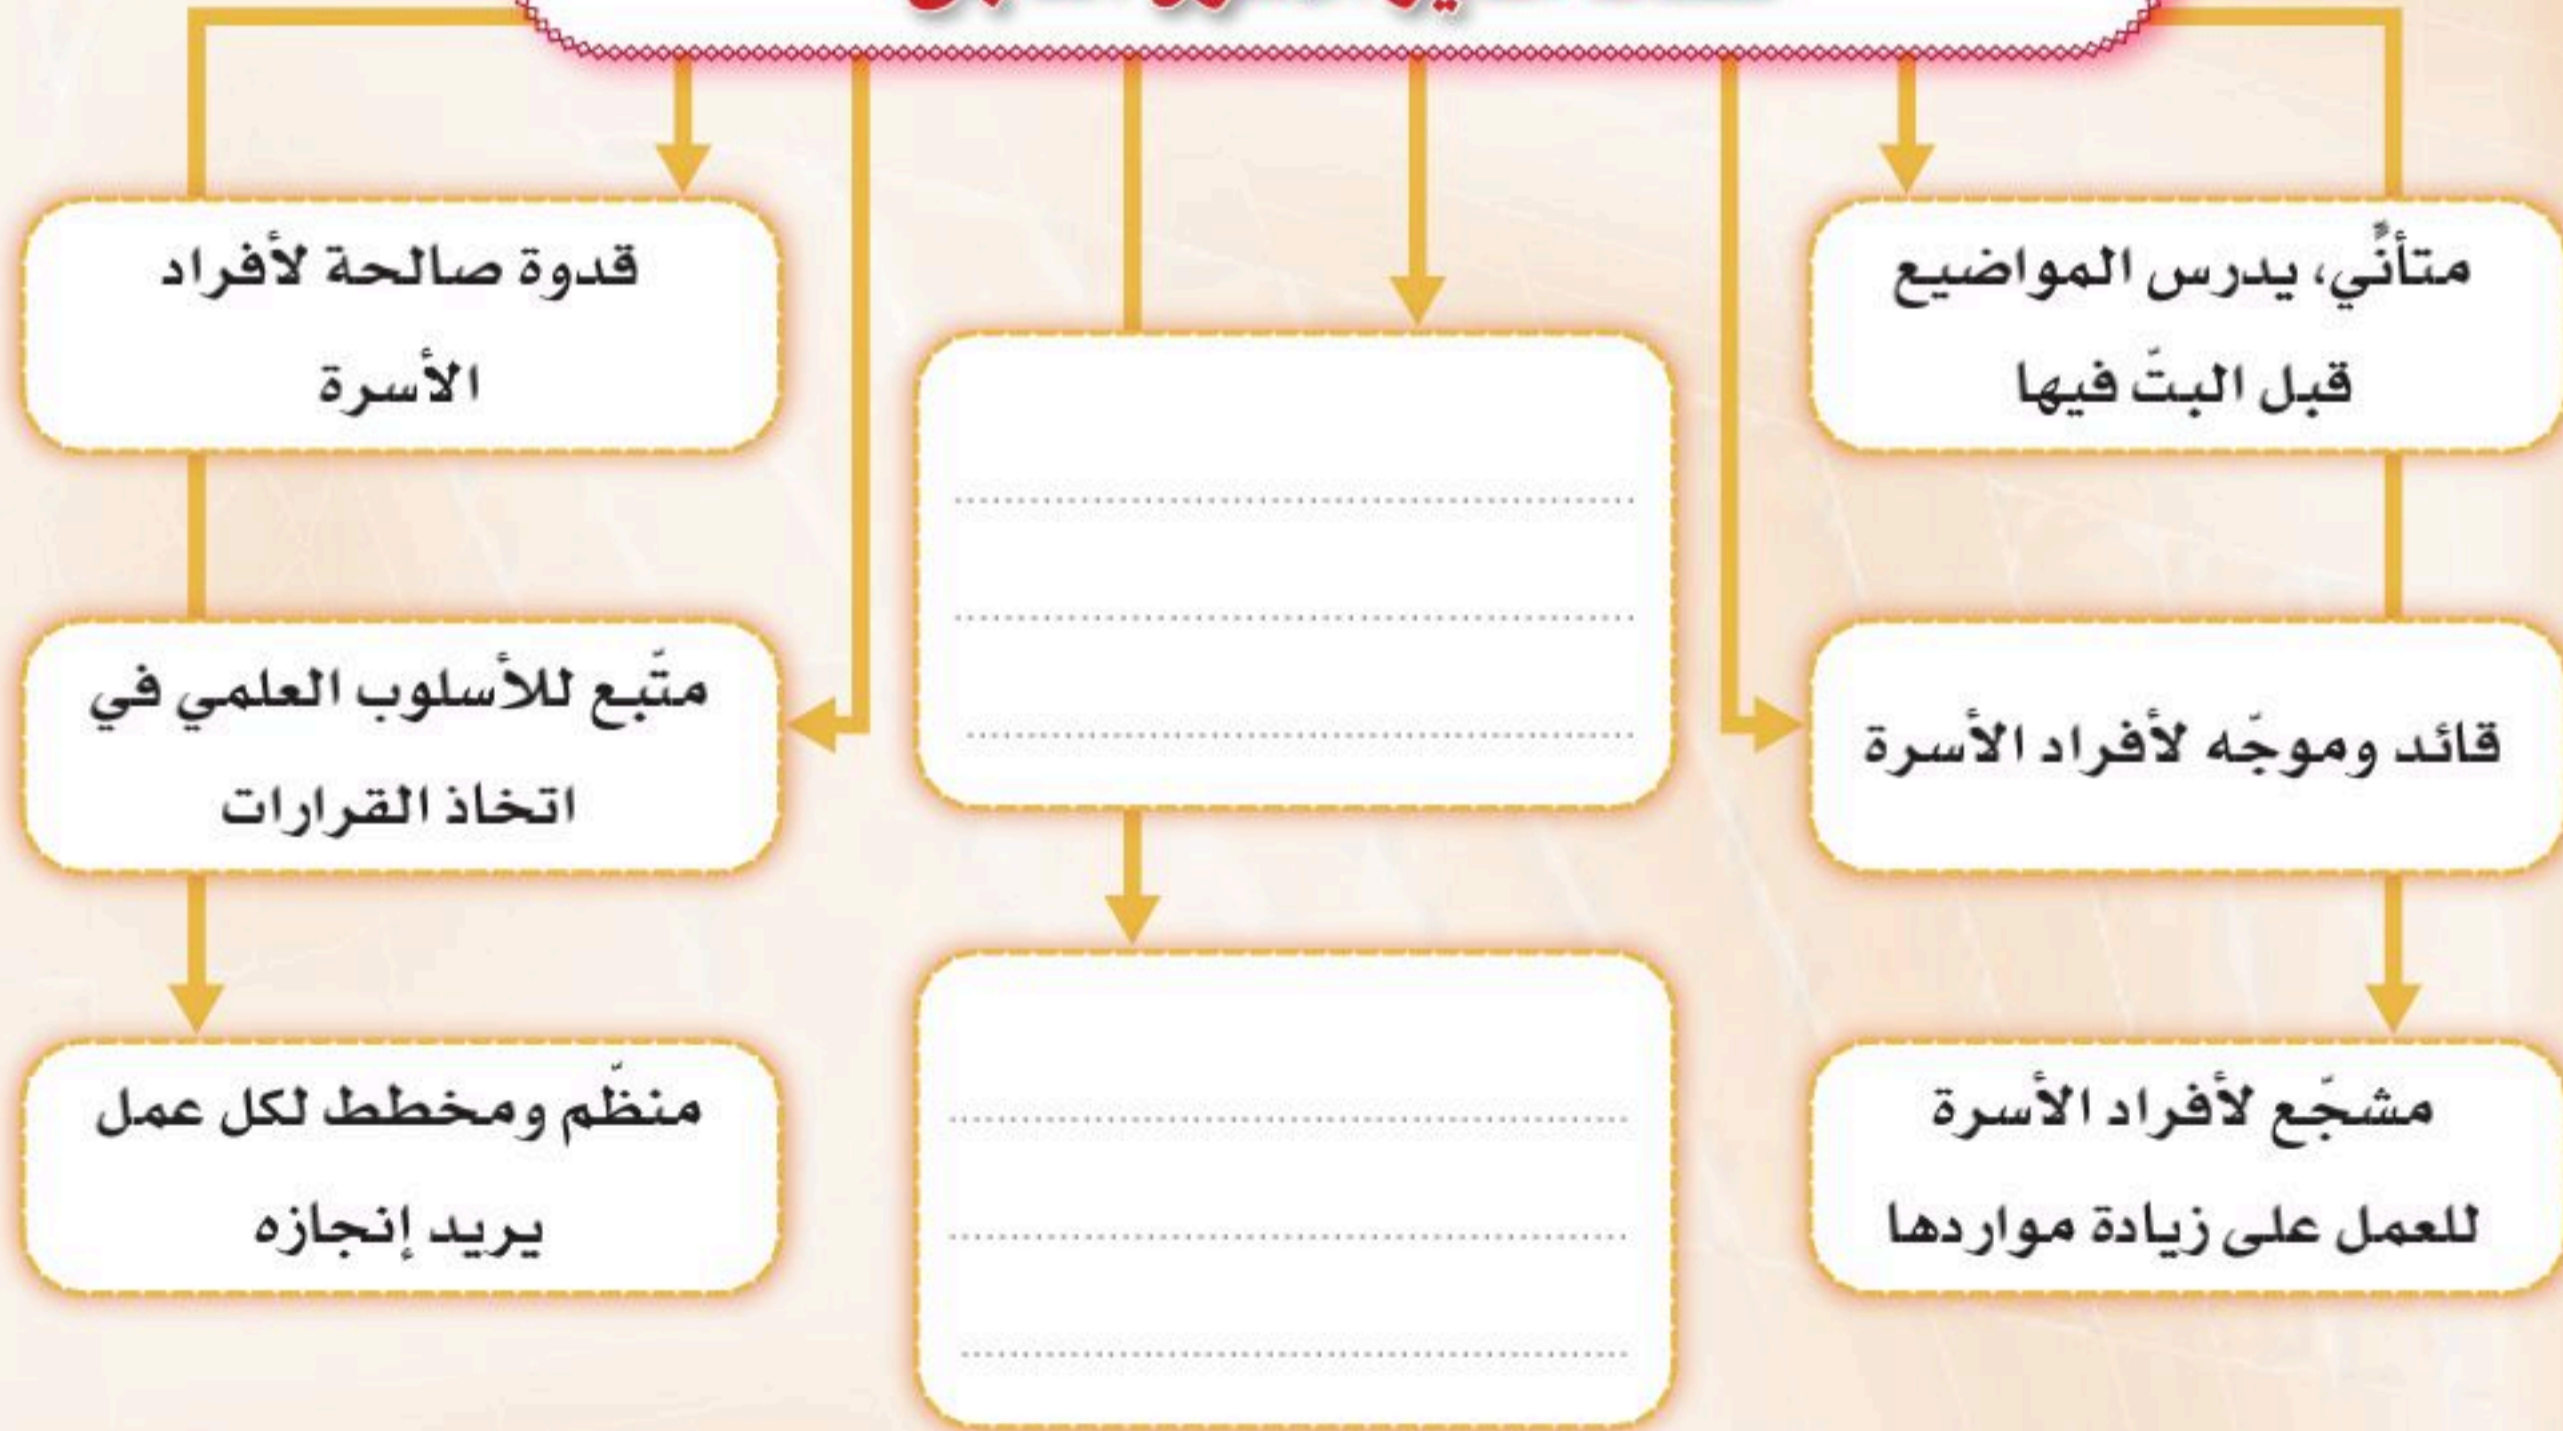 متأنًّي، يدرس المواضيع
قبل البتّ فيها
قدوة صالحة لأفراد
الأسرة
قائد وموجّه لأفراد الأسرة
متّبع للأسلوب العلمي في
اتخاذ القرارات
مشجّع لأفراد الأسرة
للعمل على زيادة مواردها
منظّم ومخطط لكل عمل
يريد إنجازه